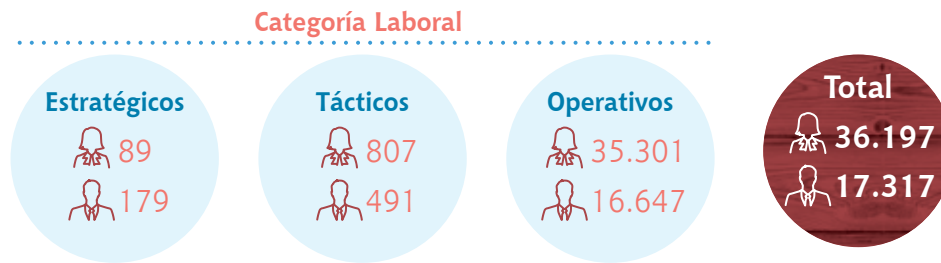 Categoría Laboral
Estratégicos
89
179
Tácticos
807
491
Operativos
35.301
16.647
Total
36.197
17.317